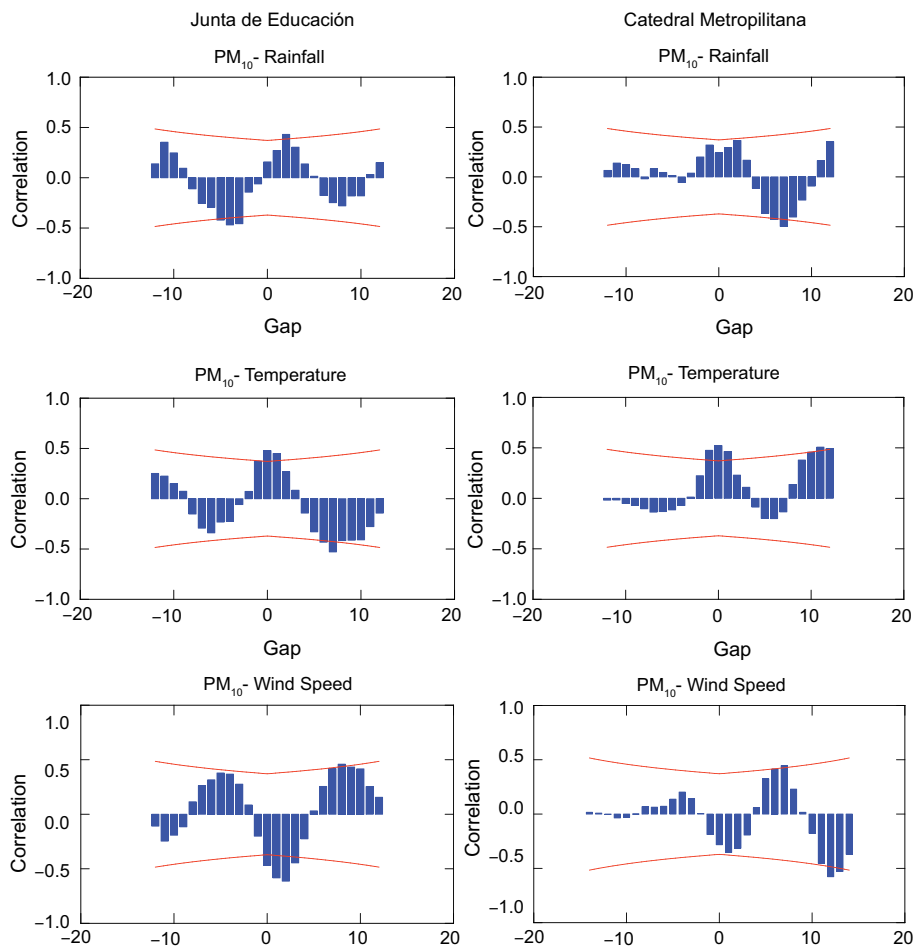 Junta de Educación
Catedral Metropilitana
PM10- Rainfall
PM10- Rainfall
1.0
0.5
0.0
−0.5
−1.0
Correlation
−20 −10 0 10 20
Gap
1.0
0.5
0.0
−0.5
−1.0
Correlation
−20 −10 0 10 20
Gap
PM10- Temperature
PM10- Temperature
1.0
0.5
0.0
−0.5
−1.0
Correlation
−20 −10 0 10 20
Gap
1.0
0.5
0.0
−0.5
−1.0
Correlation
−20 −10 0 10 20
Gap
PM10- Wind Speed
PM10- Wind Speed
1.0
0.5
0.0
−0.5
−1.0
Correlation
−20 −10 0 10 20
1.0
0.5
0.0
−0.5
−1.0
Correlation
−20 −10 0 10 20